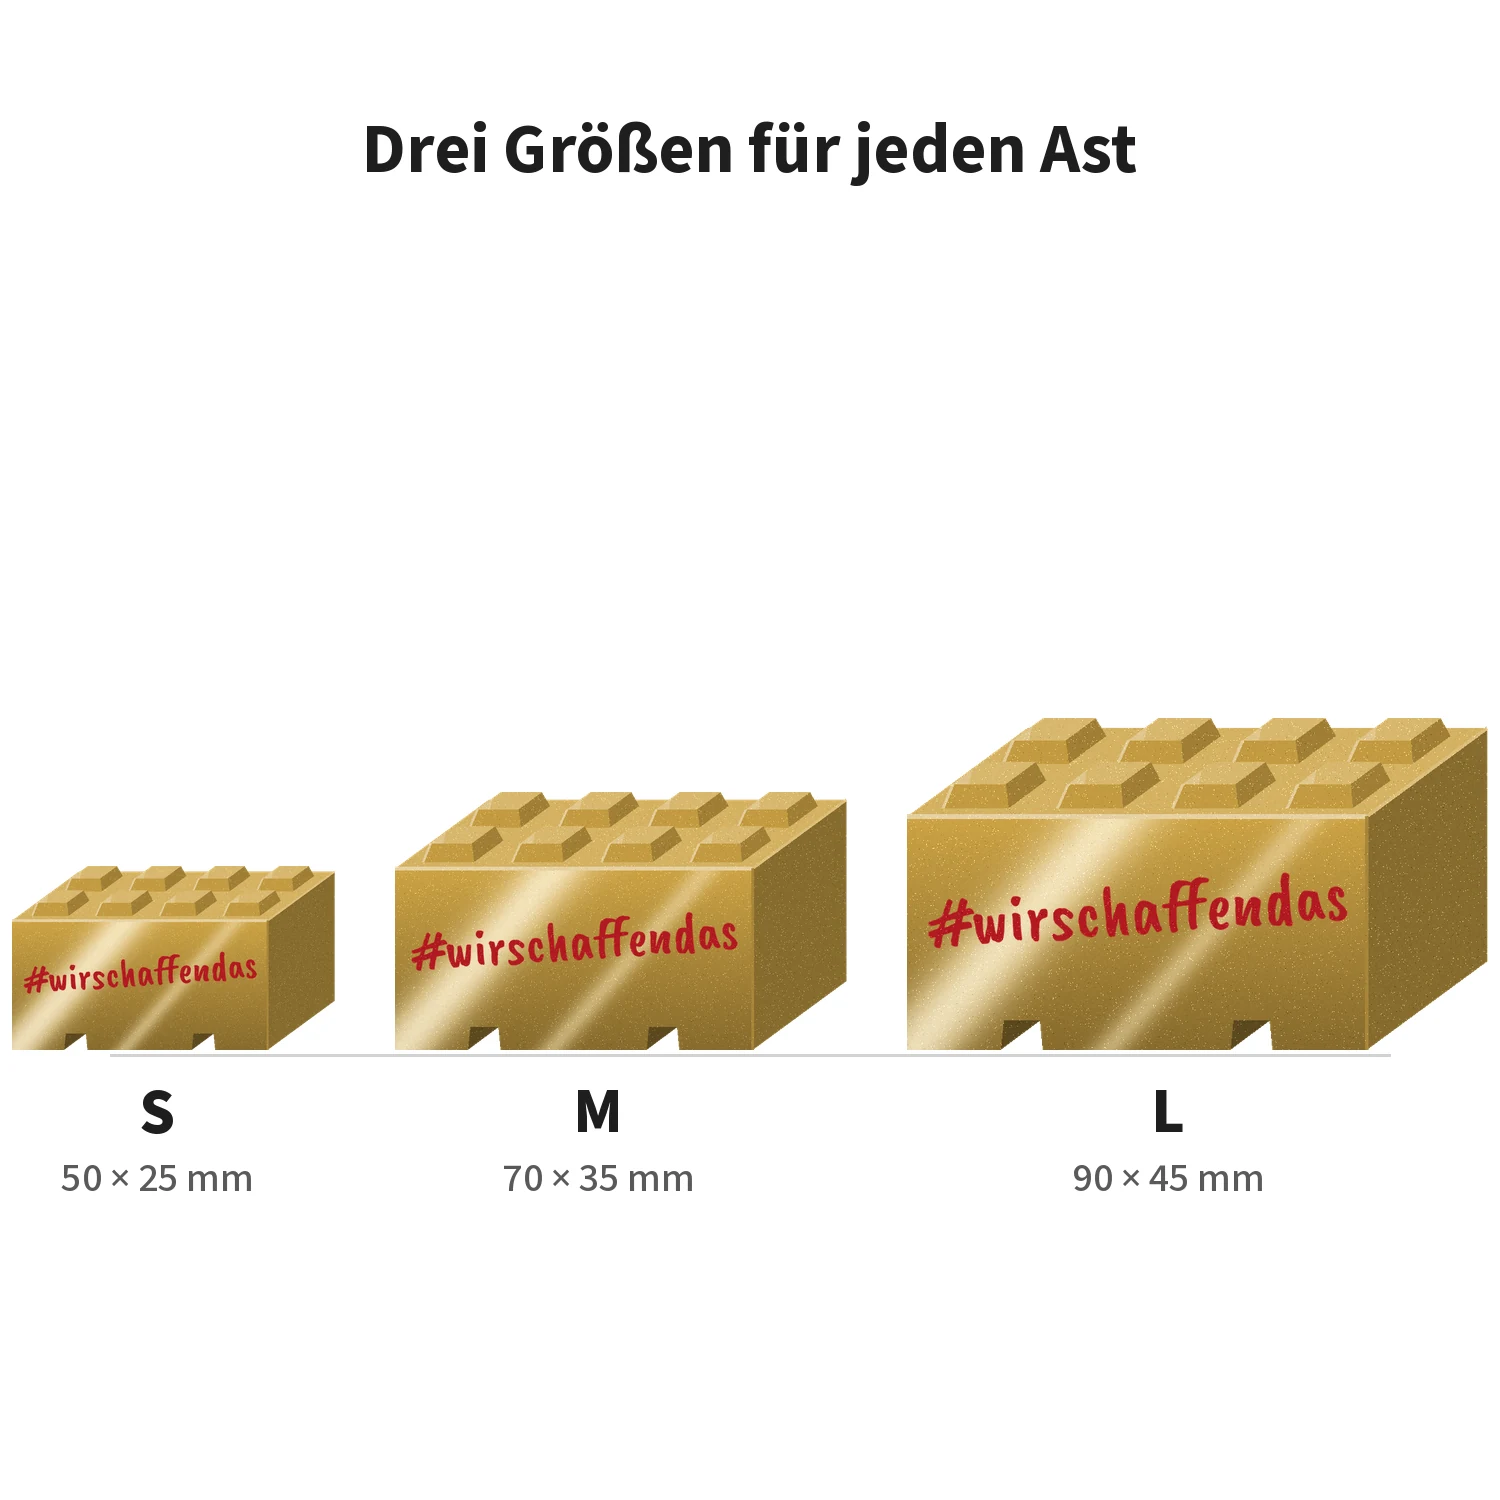 Drei Größen für jeden Ast
#wirschaffendas
#wirschaffendas
#wirschaffendas
S
M
L
50 × 25 mm
70 × 35 mm
90 × 45 mm